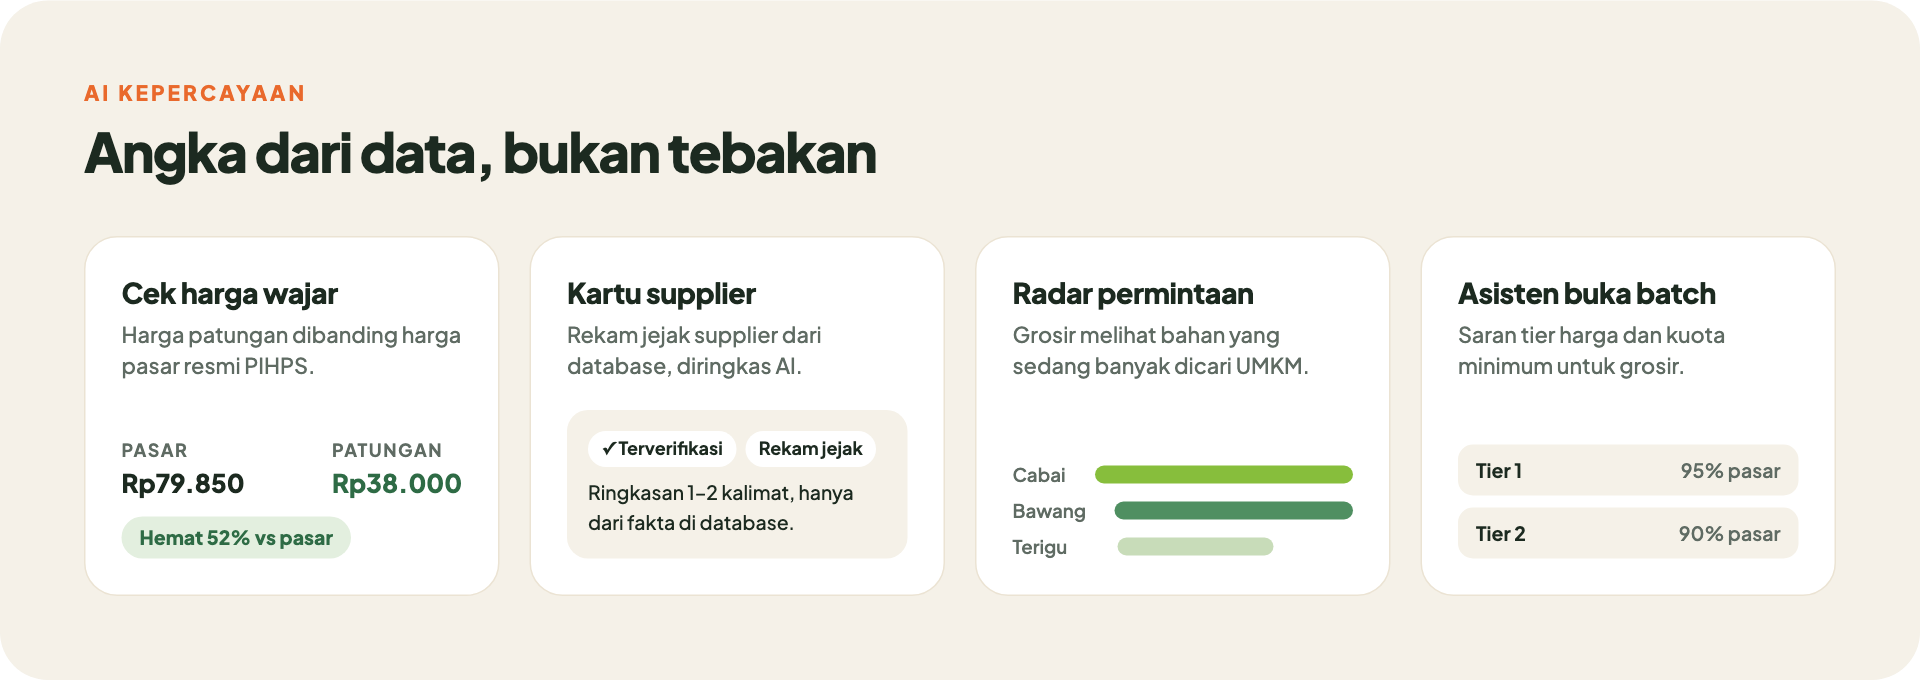 AI KEPERCAYAAN
Angka dari data, bukan tebakan
Cek harga wajar
Harga patungan dibanding harga
pasar resmi PIHPS.
PASAR
Rp79.850
PATUNGAN
Rp38.000
Hemat 52% vs pasar
Kartu supplier
Rekam jejak supplier dari
database, diringkas AI.
✓Terverifikasi
Rekam jejak
Ringkasan 1–2 kalimat, hanya
dari fakta di database.
Radar permintaan
Grosir melihat bahan yang
sedang banyak dicari UMKM.
Cabai
Bawang
Terigu
Asisten buka batch
Saran tier harga dan kuota
minimum untuk grosir.
Tier 1 95% pasar
Tier 2 90% pasar